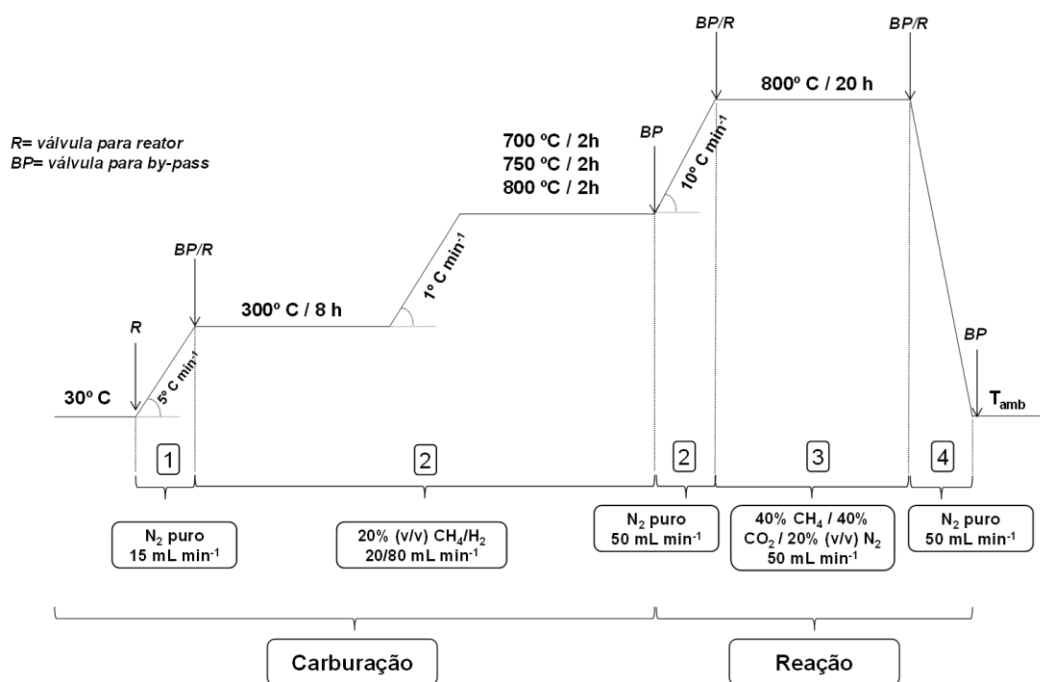 BP/R
BP/R
800º C / 20 h
R= válvula para reator
BP= válvula para by-pass
700 ºC / 2h
750 ºC / 2h
800 ºC / 2h
BP
10º C min⁻¹
BP/R
1º C min⁻¹
300º C / 8 h
R
5º C min⁻¹
30º C
BP
Tamb
1
2
2
3
4
N₂ puro
15 mL min⁻¹
20% (v/v) CH₄/H₂
20/80 mL min⁻¹
N₂ puro
50 mL min⁻¹
40% CH₄ / 40%
CO₂ / 20% (v/v) N₂
50 mL min⁻¹
N₂ puro
50 mL min⁻¹
Carburação
Reação